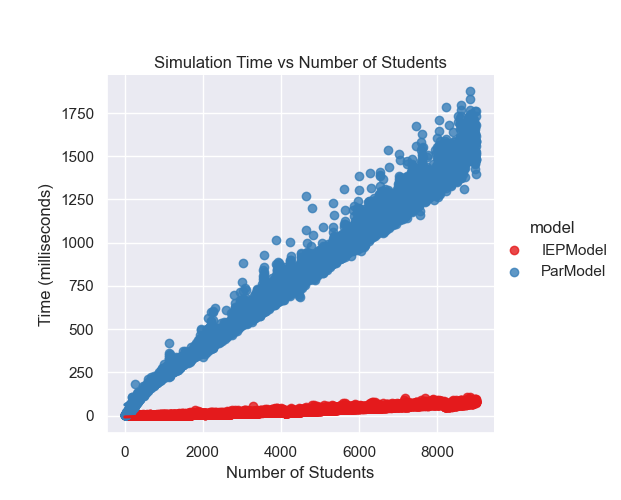 Simulation Time vs Number of Students
1750
1500
1250
1000
750
500
250
0
Time (milliseconds)
0 2000 4000 6000 8000
Number of Students
model
IEPModel
ParModel